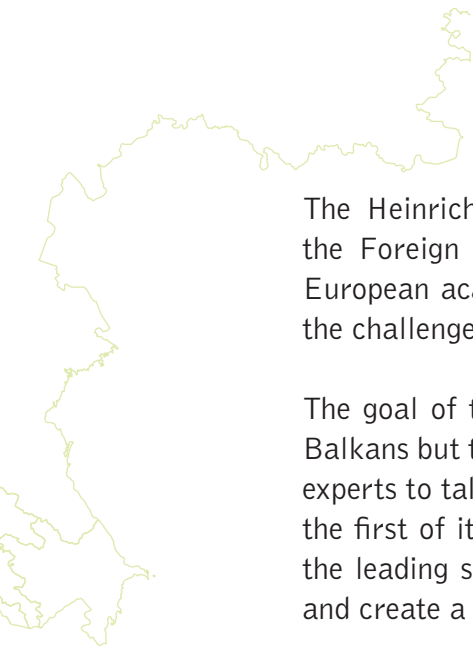 The Heinrich
the Foreign
European aca
the challenge
The goal of t
Balkans but t
experts to tal
the first of it
the leading s
and create a